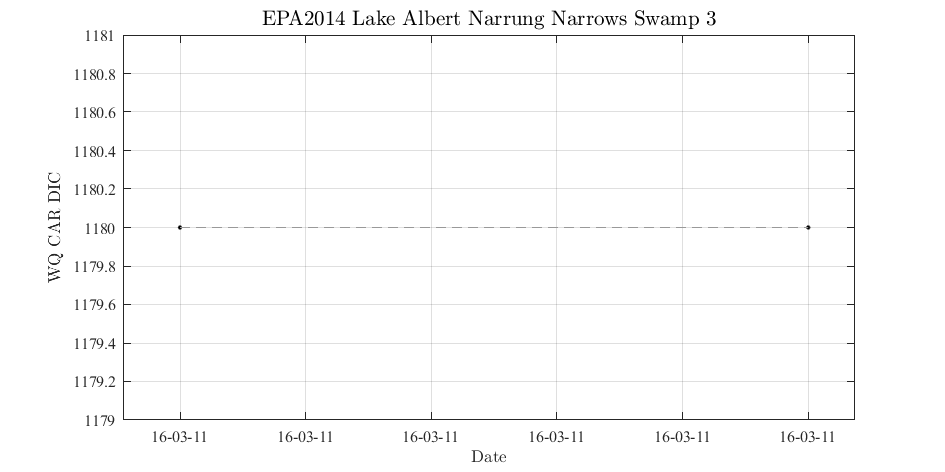 EPA2014 Lake Albert Narrung Narrows Swamp 3
1181
1180.8
1180.6
1180.4
1180.2
1180
1179.8
1179.6
1179.4
1179.2
1179
WQ CAR DIC
16-03-11 16-03-11 16-03-11 16-03-11 16-03-11 16-03-11
Date